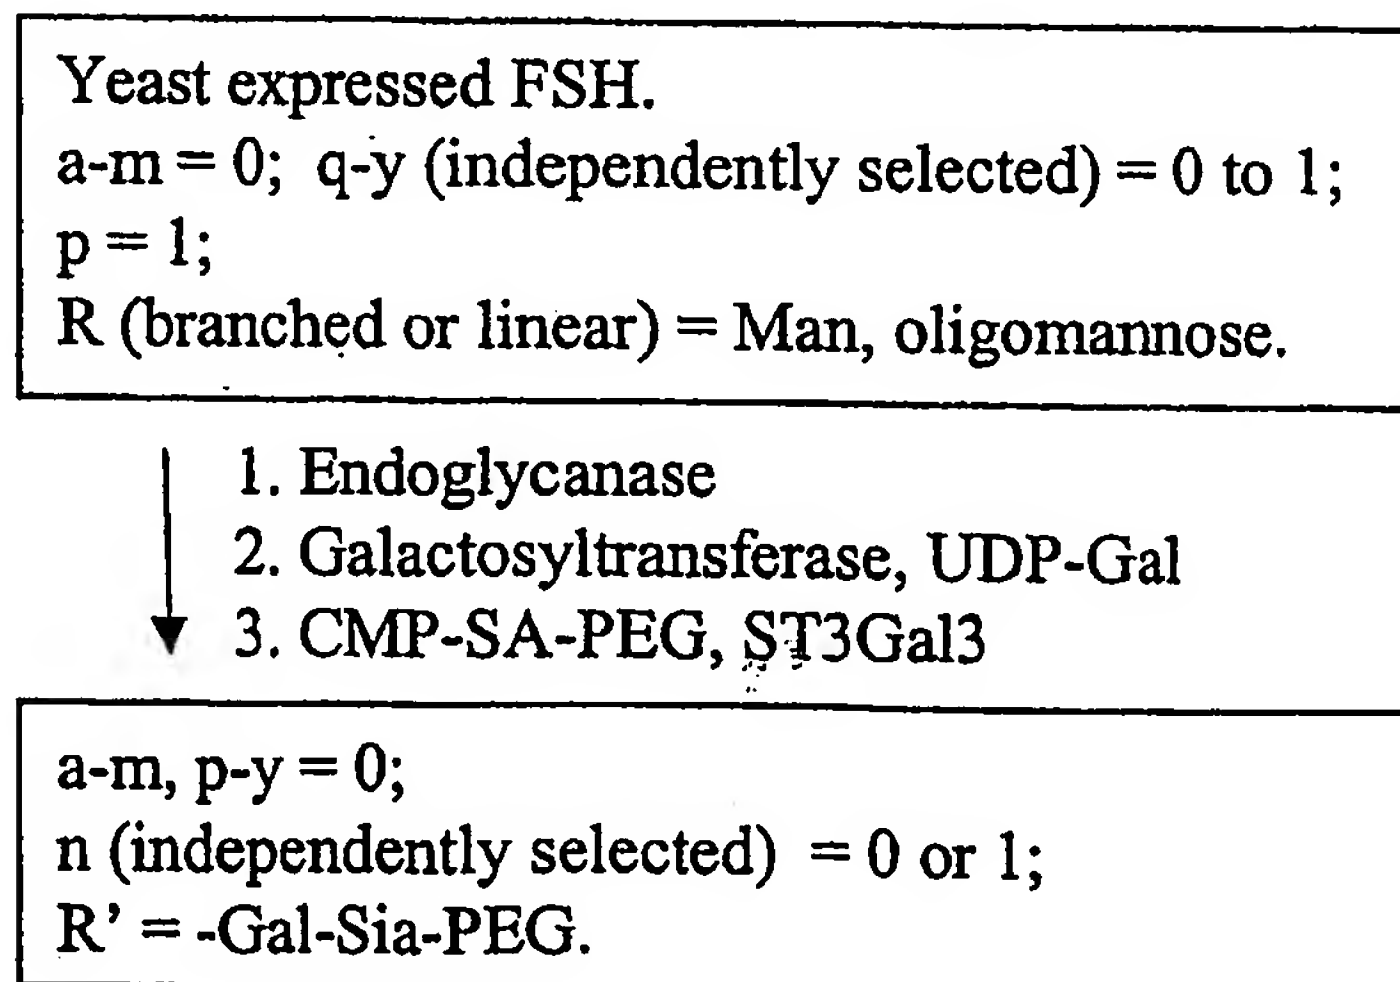 Yeast expressed FSH.
a-m = 0; q-y (independently selected) = 0 to 1;
p = 1;
R (branched or linear) = Man, oligomannose.
1. Endoglycanase
2. Galactosyltransferase, UDP-Gal
3. CMP-SA-PEG, ST3Gal3
a-m, p-y = 0;
n (independently selected) = 0 or 1;
R' = -Gal-Sia-PEG.